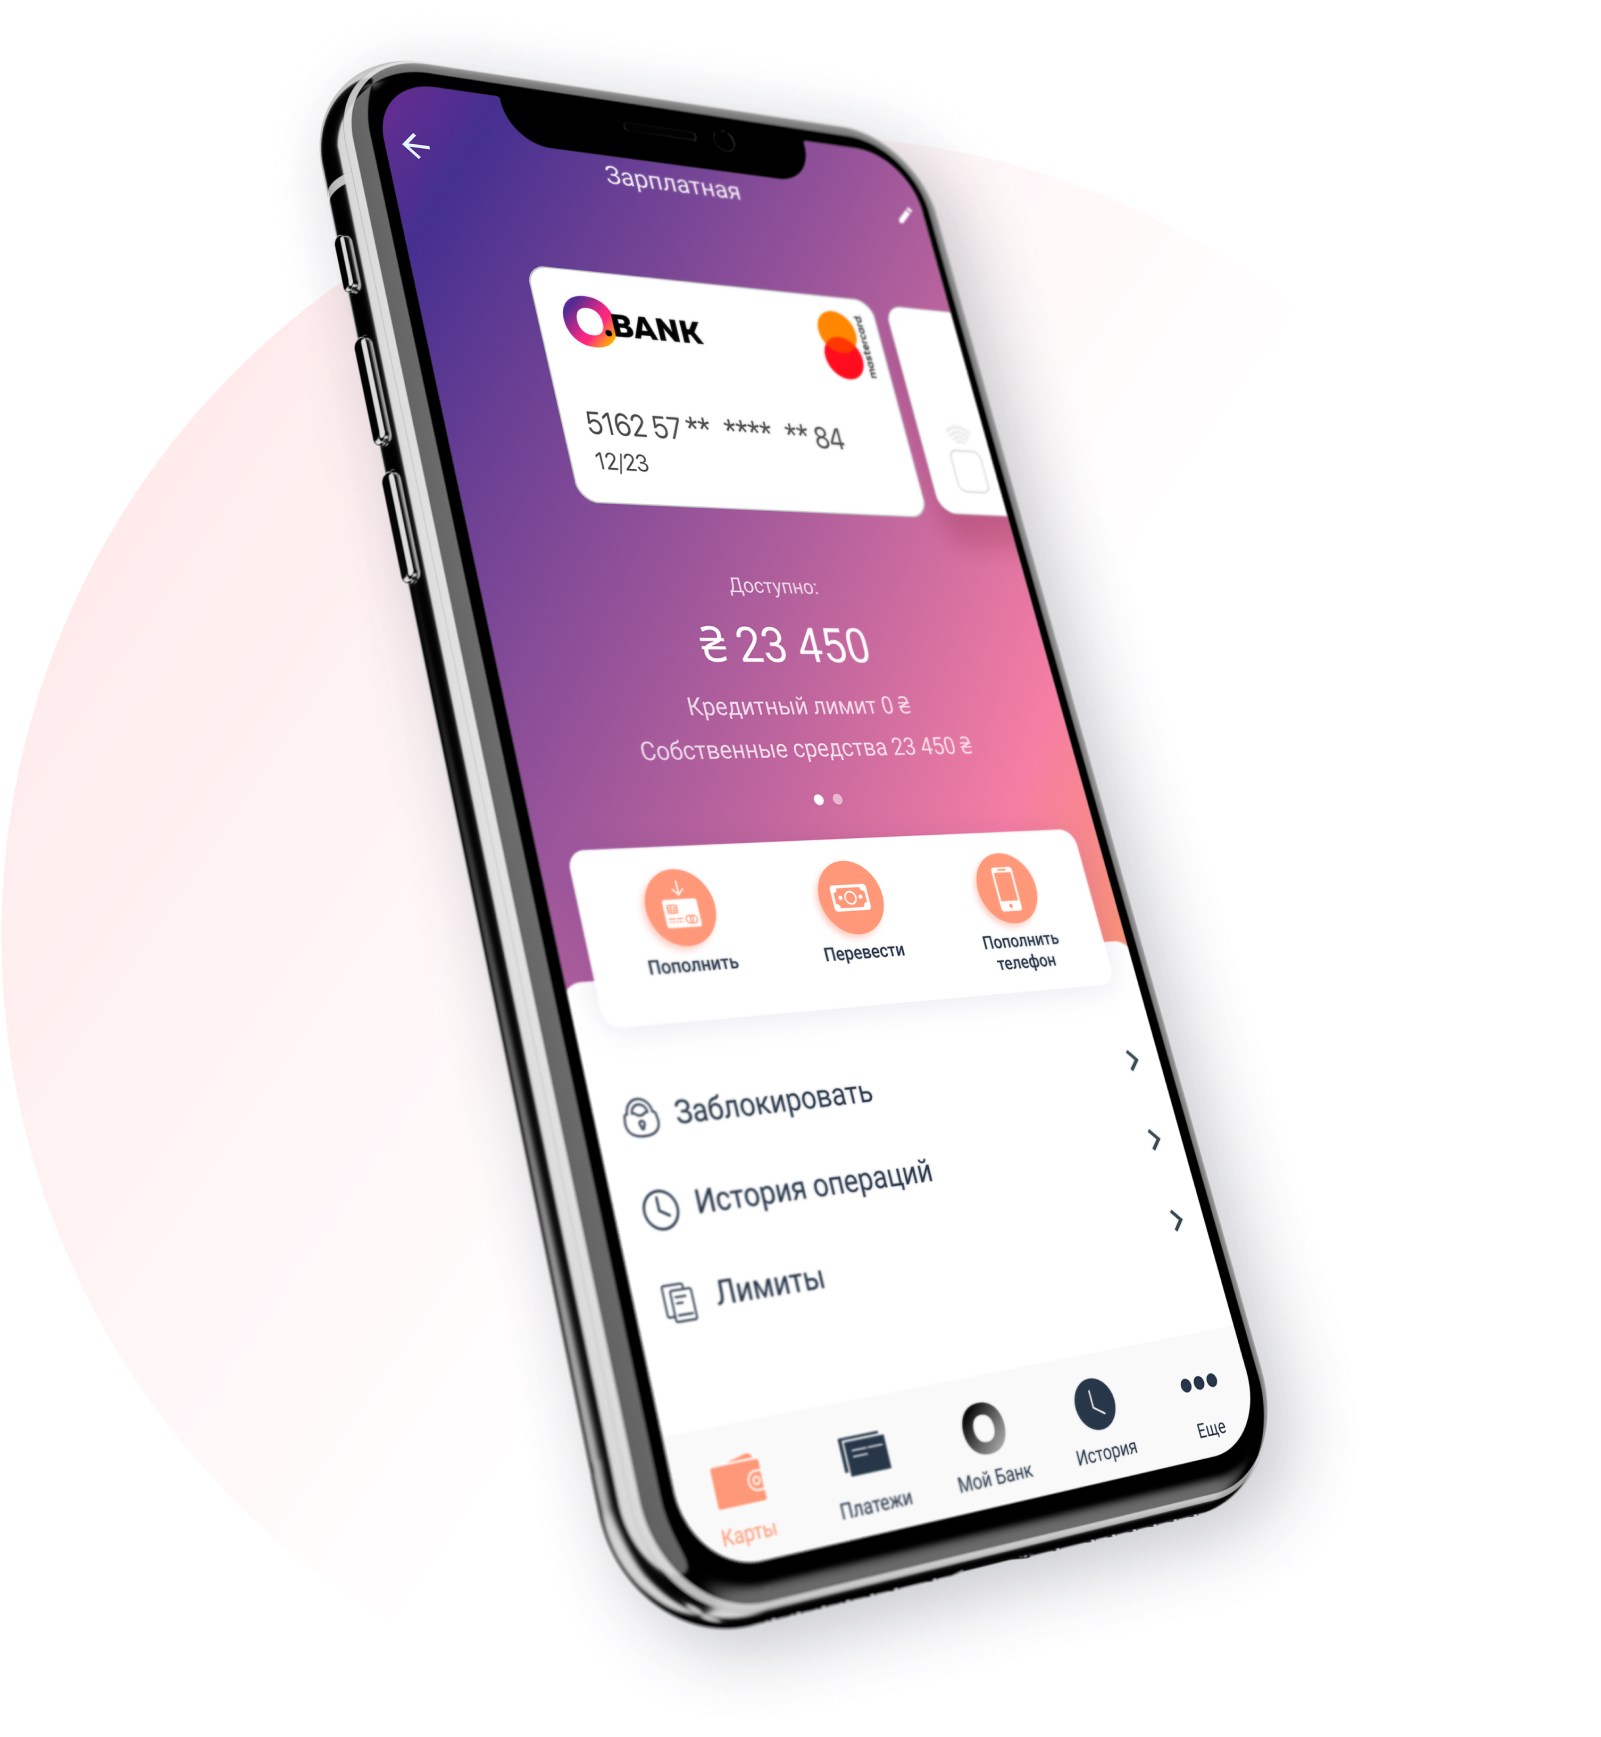 Зарплатная
O.BANK
mastercard
5162 57** **** **84
12/23
Доступно:
₴ 23 450
Кредитный лимит 0 ₴
Собственные средства 23 450 ₴
Пополнить
Перевести
Пополнить
телефон
Заблокировать
История операций
Лимиты
Карты
Платежи
Мой Банк
История
Еще